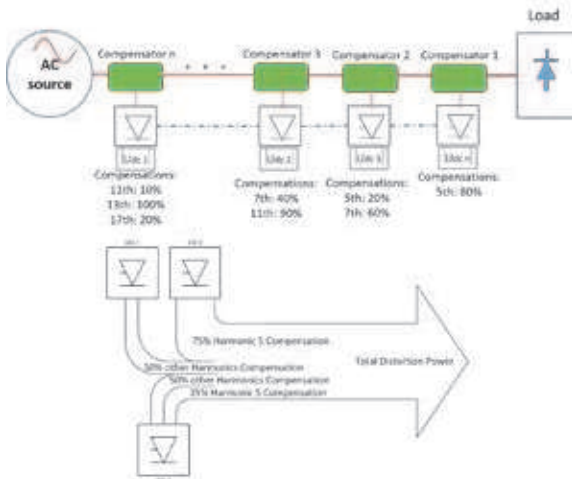 Load
Compensator n
Compensator 3
Compensator 2
Compensator 1
AC
source
Compensations:
11th: 10%
13th: 100%
17th: 20%
Compensations:
7th: 40%
11th: 90%
Compensations:
5th: 20%
7th: 60%
Compensations:
5th: 80%
75% Harmonic 5 Compensation
Total Distortion Power
50% other Harmonics Compensation
50% other Harmonics Compensation
25% Harmonic 5 Compensation